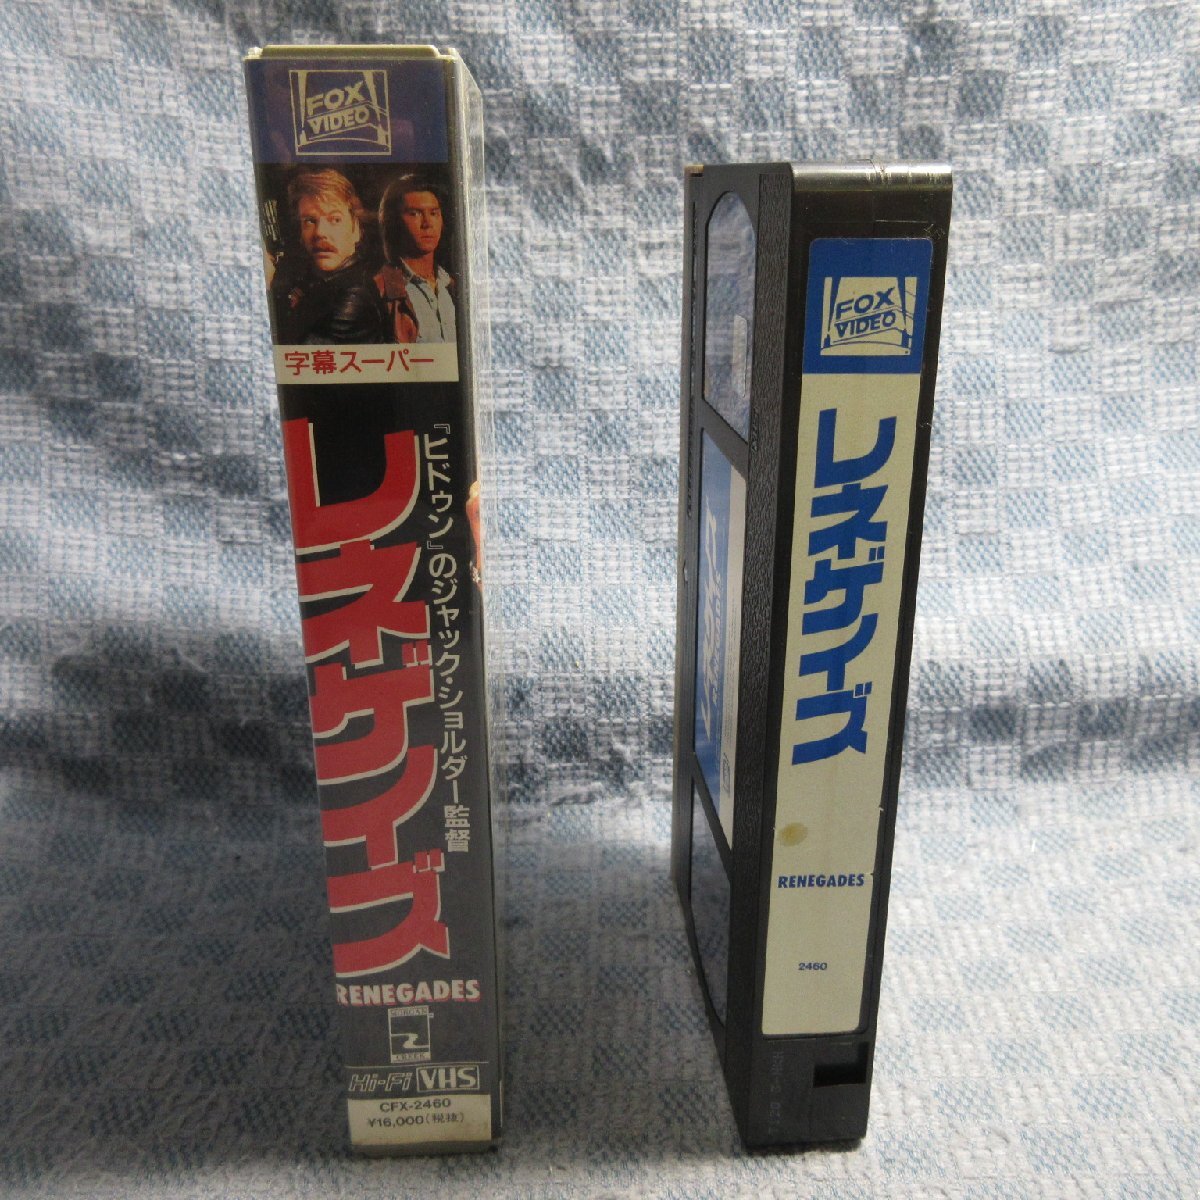 FOX
VIDEO
字幕スーパー
『ヒドゥン』のジャック・ショルダー監督
レネゲイズ
RENEGADES
MORGAN
CREEK
Hi-Fi VHS
CFX-2460
¥16,000(税抜)
FOX
VIDEO
レネゲイズ
RENEGADES
2460